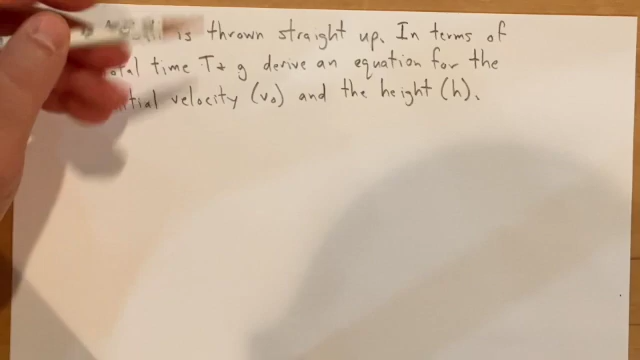 is thrown straight up. In terms of
time T + g derive an equation for the
velocity (v₀) and the height (h).